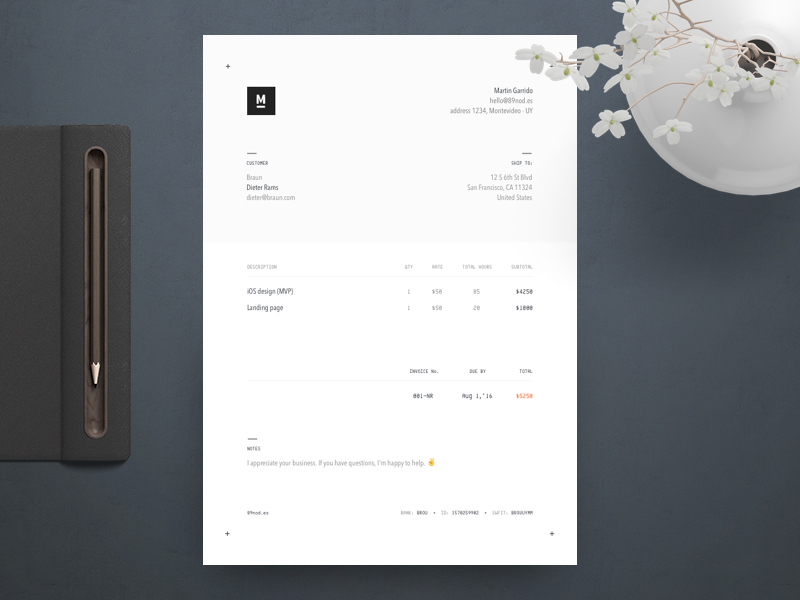 M
Martin Garrido
hello@89nod.es
address 1234, Montevideo · UY
CUSTOMER
Braun
Dieter Rams
dieter@braun.com
SHIP TO:
12 S 6th St Blvd
San Francisco, CA 11324
United States
DESCRIPTION QTY RATE TOTAL HOURS SUBTOTAL
iOS design (MVP) 1 $50 85 $4250
Landing page 1 $50 20 $1000
INVOICE No. DUE BY TOTAL
001-NR Aug 1,'16 $5250
NOTES
I appreciate your business. If you have questions, I'm happy to help. ✌
89nod.es
BANK: BROU • ID: 1570259902 • SWFIT: BROUUYMM